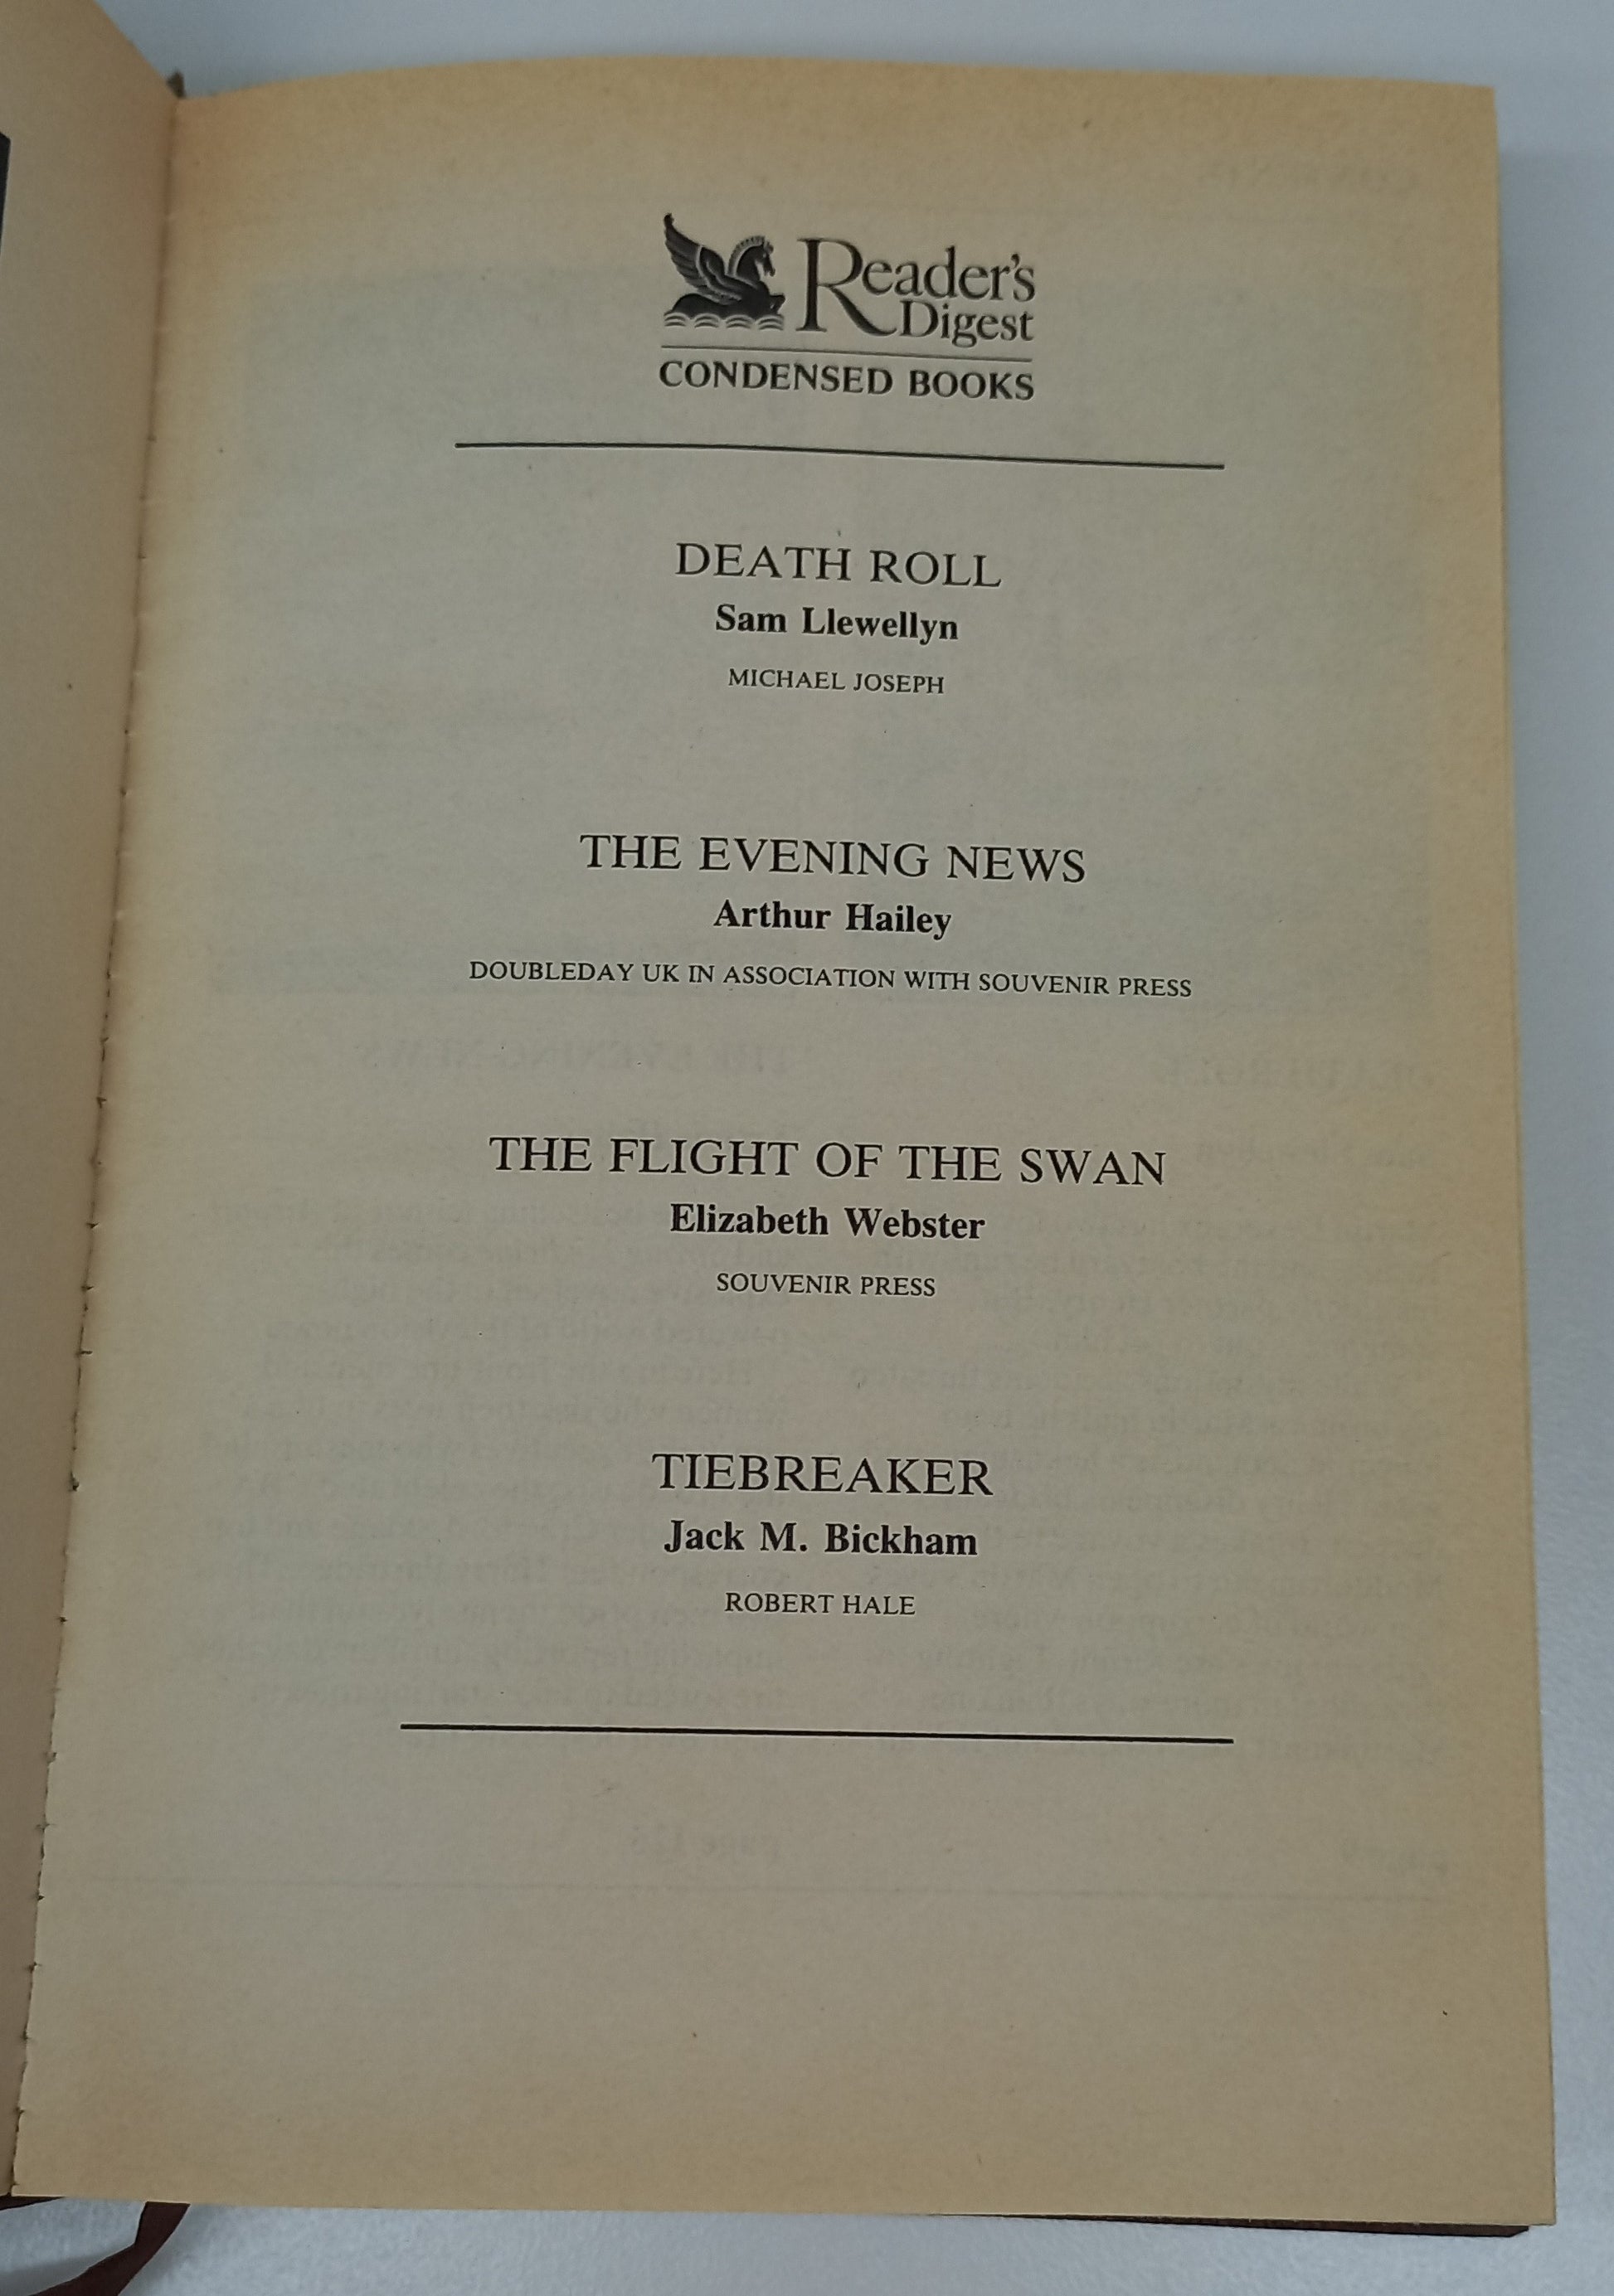 Reader's
Digest
CONDENSED BOOKS
DEATH ROLL
Sam Llewellyn
MICHAEL JOSEPH
THE EVENING NEWS
Arthur Hailey
DOUBLEDAY UK IN ASSOCIATION WITH SOUVENIR PRESS
THE FLIGHT OF THE SWAN
Elizabeth Webster
SOUVENIR PRESS
TIEBREAKER
Jack M. Bickham
ROBERT HALE